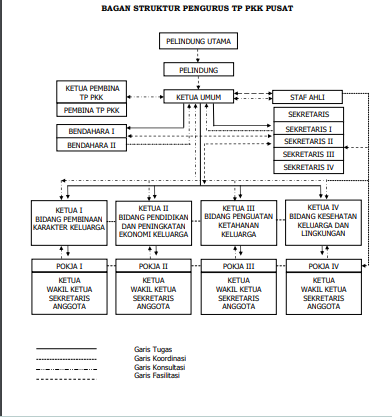 BAGAN STRUKTUR PENGURUS TP PKK PUSAT
PELINDUNG UTAMA
PELINDUNG
KETUA PEMBINA
TP PKK
PEMBINA TP PKK
KETUA UMUM
STAF AHLI
SEKRETARIS
SEKRETARIS I
SEKRETARIS II
SEKRETARIS III
SEKRETARIS IV
BENDAHARA I
BENDAHARA II
KETUA I
BIDANG PEMBINAAN
KARAKTER KELUARGA
KETUA II
BIDANG PENDIDIKAN
DAN PENINGKATAN
EKONOMI KELUARGA
KETUA III
BIDANG PENGUATAN
KETAHANAN
KELUARGA
KETUA IV
BIDANG KESEHATAN
KELUARGA DAN
LINGKUNGAN
POKJA I
KETUA
WAKIL KETUA
SEKRETARIS
ANGGOTA
POKJA II
KETUA
WAKIL KETUA
SEKRETARIS
ANGGOTA
POKJA III
KETUA
WAKIL KETUA
SEKRETARIS
ANGGOTA
POKJA IV
KETUA
WAKIL KETUA
SEKRETARIS
ANGGOTA
Garis Tugas
Garis Koordinasi
Garis Konsultasi
Garis Fasilitasi